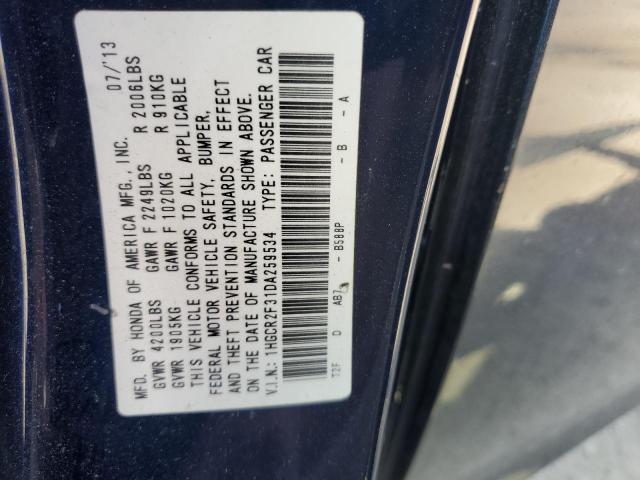 MFD. BY HONDA OF AMERICA MFG., INC. 07/'13
GVWR 4200LBS GAWR F 2249LBS R 2006LBS
GVWR 1905KG GAWR F 1020KG R 910KG
THIS VEHICLE CONFORMS TO ALL APPLICABLE
FEDERAL MOTOR VEHICLE SAFETY, BUMPER,
AND THEFT PREVENTION STANDARDS IN EFFECT
ON THE DATE OF MANUFACTURE SHOWN ABOVE.
V.I.N.: 1HGCR2F31DA259534 TYPE: PASSENGER CAR
T2F D - B588P - B - A